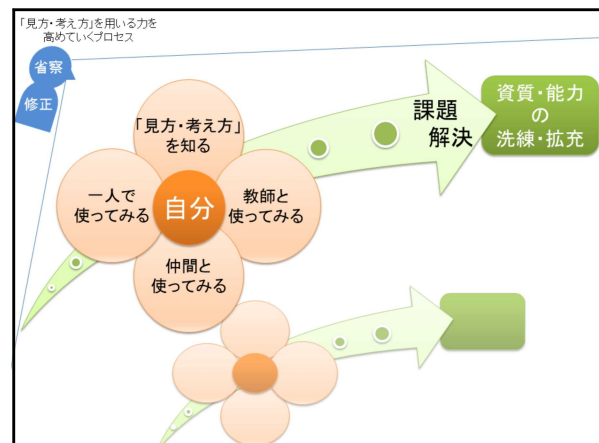 「見方・考え方」を用いる力を
高めていくプロセス
省察
修正
「見方・考え方」
を知る
一人で
使ってみる
自分
教師と
使ってみる
仲間と
使ってみる
課題
解決
資質・能力
の
洗練・拡充